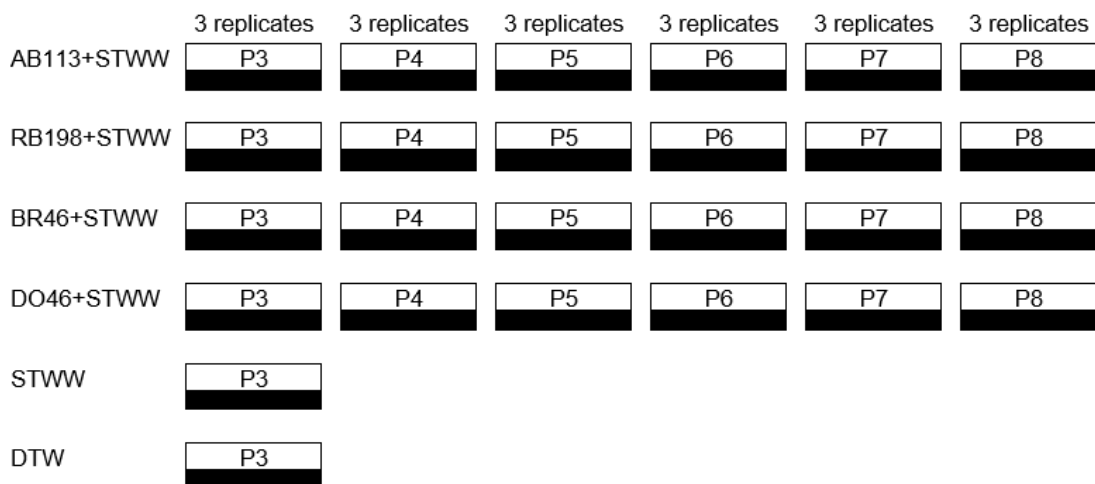 3 replicates 3 replicates 3 replicates 3 replicates 3 replicates 3 replicates
AB113+STWW P3 P4 P5 P6 P7 P8
RB198+STWW P3 P4 P5 P6 P7 P8
BR46+STWW P3 P4 P5 P6 P7 P8
DO46+STWW P3 P4 P5 P6 P7 P8
STWW P3
DTW P3